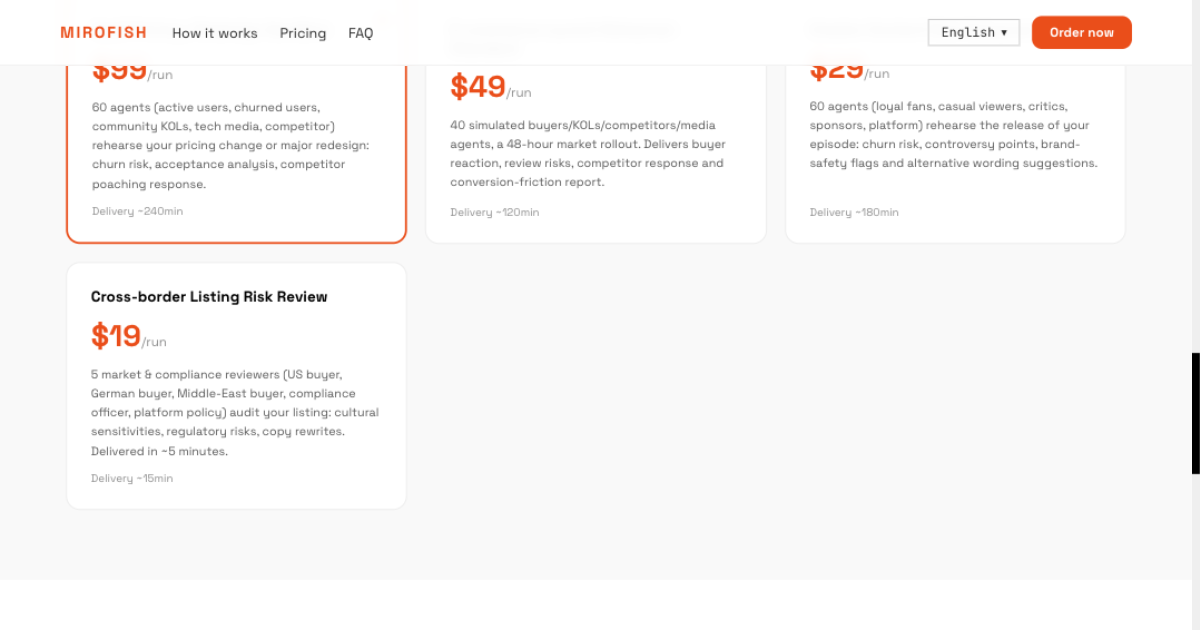 MIROFISH
How it works
Pricing
FAQ
English ▾
Order now
$99/run
60 agents (active users, churned users,
community KOLs, tech media, competitor)
rehearse your pricing change or major redesign:
churn risk, acceptance analysis, competitor
poaching response.
Delivery ~240min
$49/run
40 simulated buyers/KOLs/competitors/media
agents, a 48-hour market rollout. Delivers buyer
reaction, review risks, competitor response and
conversion-friction report.
Delivery ~120min
$29/run
60 agents (loyal fans, casual viewers, critics,
sponsors, platform) rehearse the release of your
episode: churn risk, controversy points, brand-
safety flags and alternative wording suggestions.
Delivery ~180min
Cross-border Listing Risk Review
$19/run
5 market & compliance reviewers (US buyer,
German buyer, Middle-East buyer, compliance
officer, platform policy) audit your listing: cultural
sensitivities, regulatory risks, copy rewrites.
Delivered in ~5 minutes.
Delivery ~15min